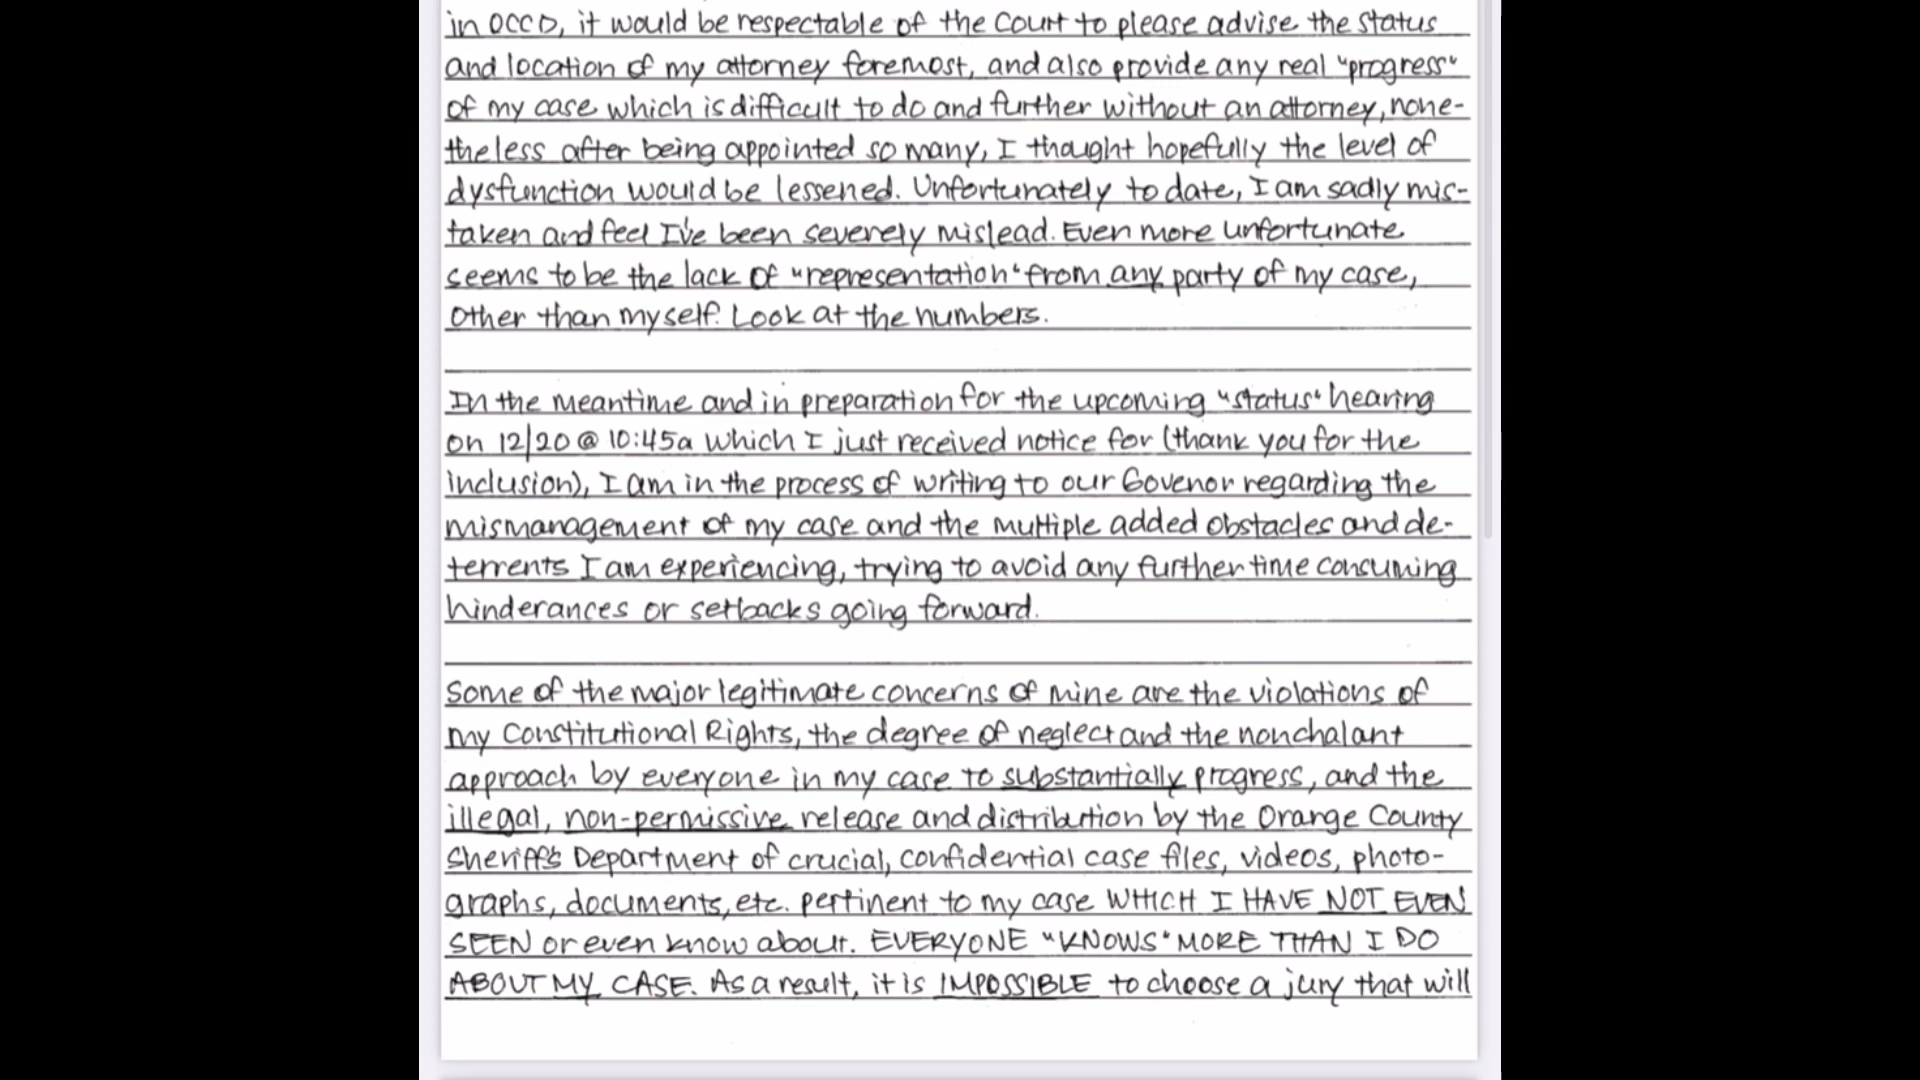 in OCCD, it would be respectable of the Court to please advise the status
and location of my attorney foremost, and also provide any real "progress"
of my case which is difficult to do and further without an attorney, none-
theless after being appointed so many, I thought hopefully the level of
dysfunction would be lessened. Unfortunately to date, I am sadly mis-
taken and feel I've been severely mislead. Even more unfortunate
seems to be the lack of "representation" from any party of my case,
other than myself. Look at the numbers.
In the meantime and in preparation for the upcoming "status" hearing
on 12/20 @ 10:45a which I just received notice for (thank you for the
inclusion), I am in the process of writing to our Govenor regarding the
mismanagement of my case and the multiple added obstacles and de-
terrents I am experiencing, trying to avoid any further time consuming
hinderances or setbacks going forward.
Some of the major legitimate concerns of mine are the violations of
my Constitutional Rights, the degree of neglect and the nonchalant
approach by everyone in my case to substantially progress, and the
illegal, non-permissive release and distribution by the Orange County
Sheriff's Department of crucial, confidential case files, videos, photo-
graphs, documents, etc. pertinent to my case WHICH I HAVE NOT EVEN
SEEN or even know about. EVERYONE "KNOWS" MORE THAN I DO
ABOUT MY CASE. As a result, it is IMPOSSIBLE to choose a jury that will